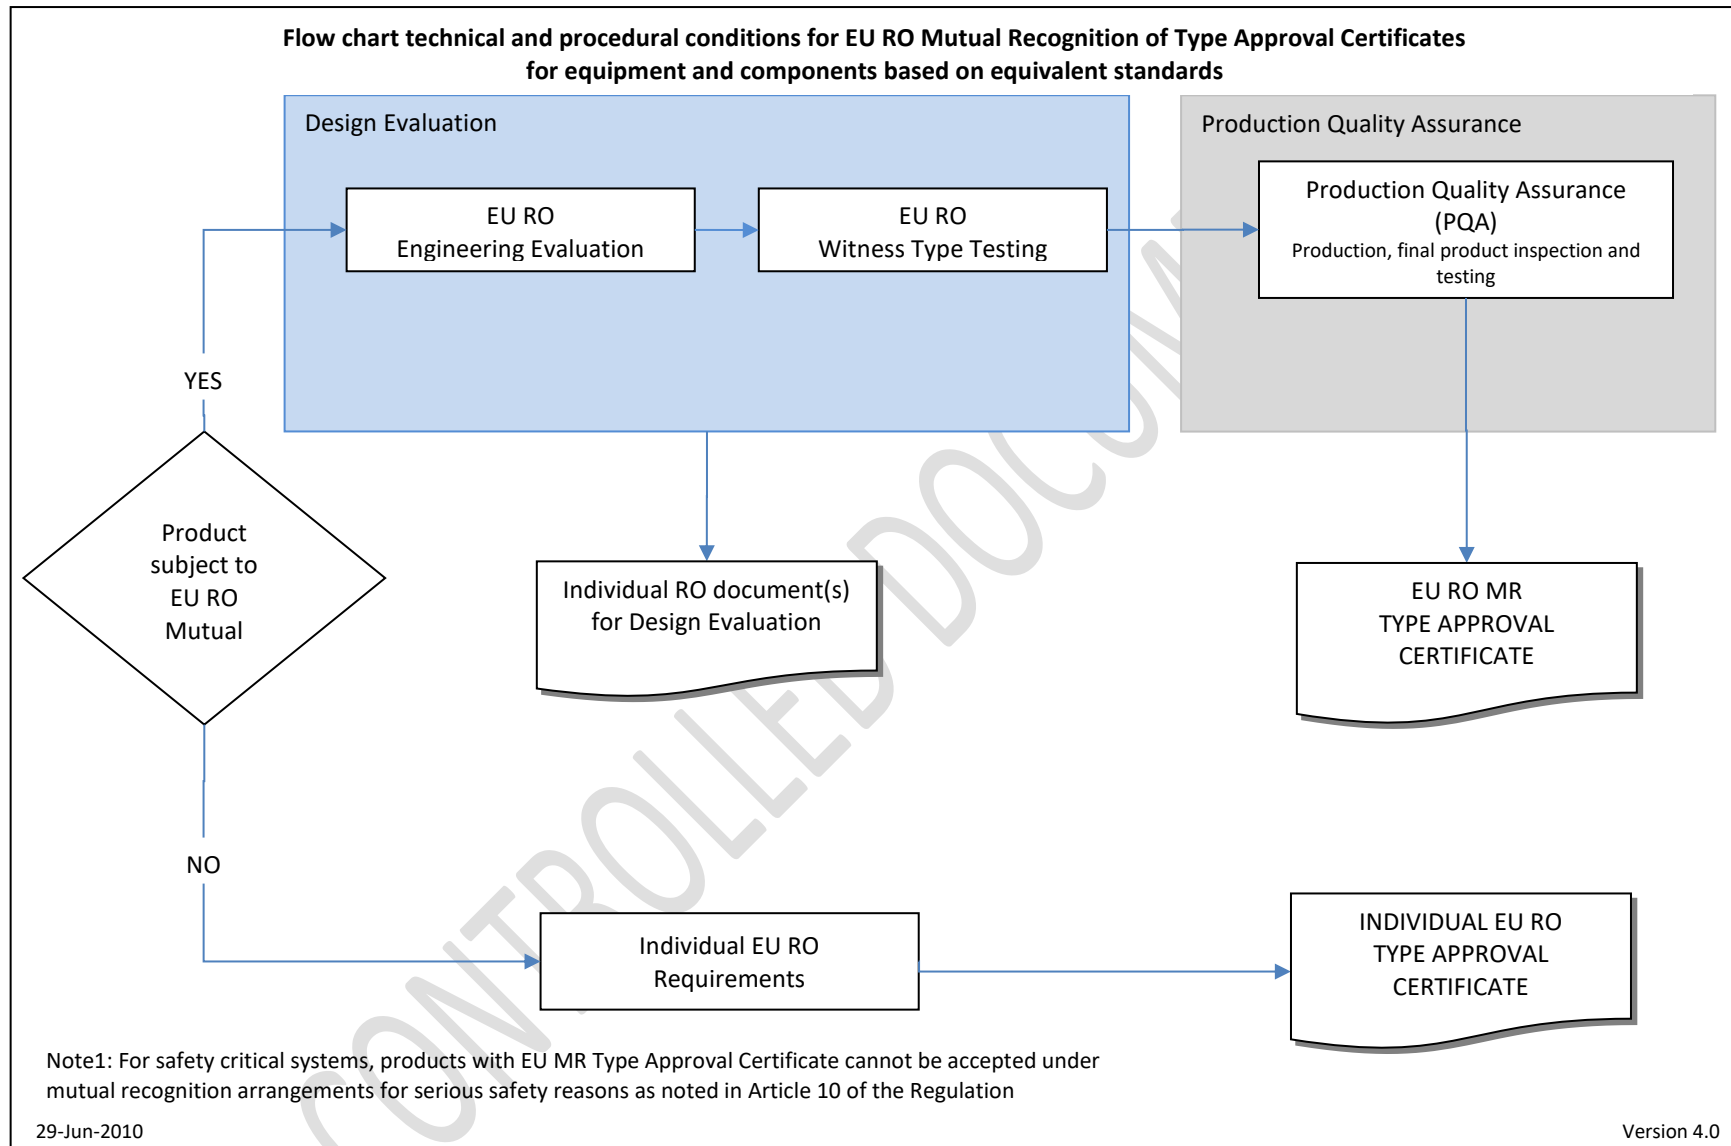 Flow chart technical and procedural conditions for EU RO Mutual Recognition of Type Approval Certificates
for equipment and components based on equivalent standards
Design Evaluation
Production Quality Assurance
EU RO
Engineering Evaluation
EU RO
Witness Type Testing
Production Quality Assurance
(PQA)
Production, final product inspection and
testing
YES
Product
subject to
EU RO
Mutual
Individual RO document(s)
for Design Evaluation
EU RO MR
TYPE APPROVAL
CERTIFICATE
NO
Individual EU RO
Requirements
INDIVIDUAL EU RO
TYPE APPROVAL
CERTIFICATE
CONTROLLED DOCUM
Note1: For safety critical systems, products with EU MR Type Approval Certificate cannot be accepted under
mutual recognition arrangements for serious safety reasons as noted in Article 10 of the Regulation
29-Jun-2010
Version 4.0